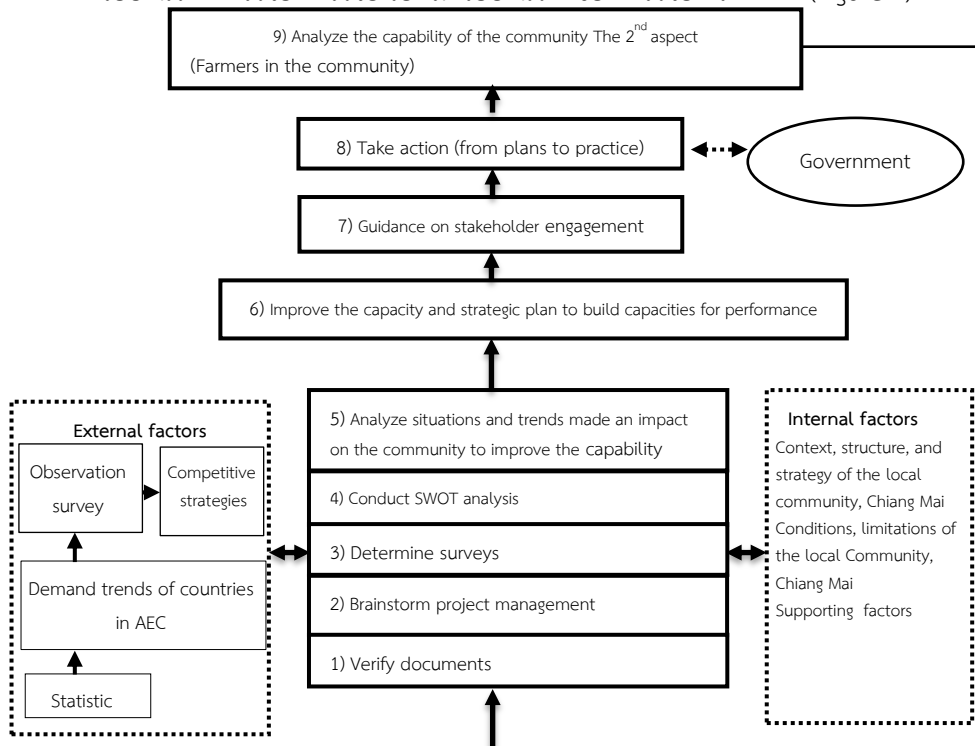 (Figure
9) Analyze the capability of the community The 2nd aspect
(Farmers in the community)
8) Take action (from plans to practice)
Government
7) Guidance on stakeholder engagement
6) Improve the capacity and strategic plan to build capacities for performance
5) Analyze situations and trends made an impact
on the community to improve the capability
4) Conduct SWOT analysis
3) Determine surveys
2) Brainstorm project management
1) Verify documents
External factors
Observation
survey
Competitive
strategies
Demand trends of countries
in AEC
Statistic
Internal factors
Context, structure, and
strategy of the local
community, Chiang Mai
Conditions, limitations of
the local Community,
Chiang Mai
Supporting factors